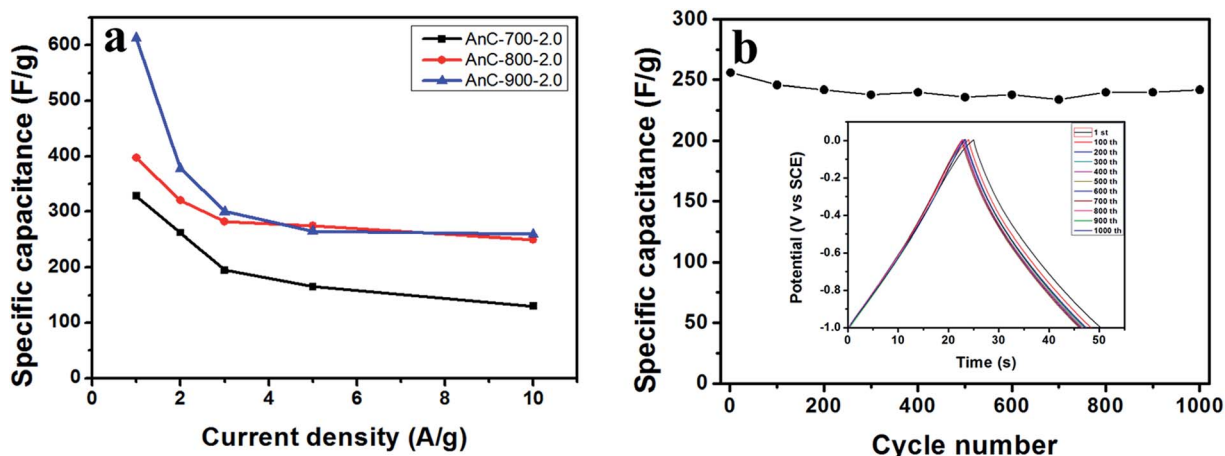 a
AnC-700-2.0
AnC-800-2.0
AnC-900-2.0
Specific capacitance (F/g)
600
500
400
300
200
100
0
0 2 4 6 8 10
Current density (A/g)
b
Specific capacitance (F/g)
300
250
200
150
100
50
0
0 200 400 600 800 1000
Cycle number
Potential (V vs SCE)
0.0
-0.2
-0.4
-0.6
-0.8
-1.0
0 10 20 30 40 50
Time (s)
1 st
100 th
200 th
300 th
400 th
500 th
600 th
700 th
800 th
900 th
1000 th